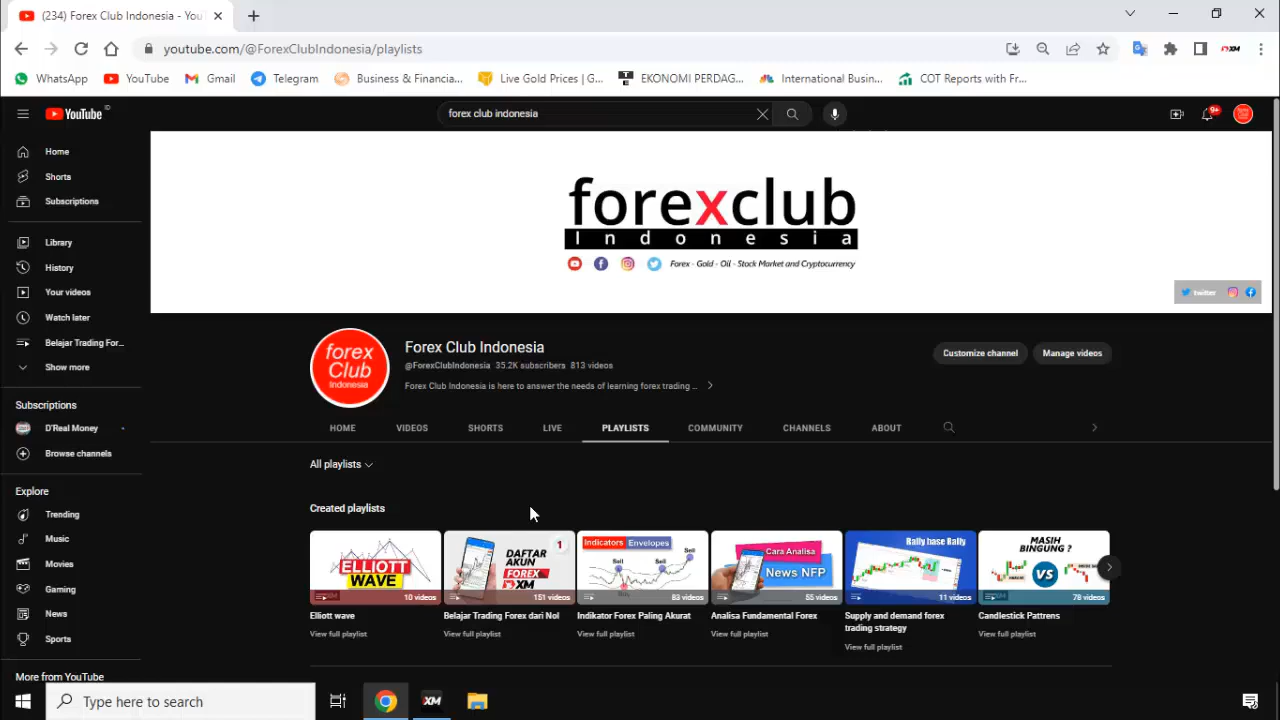 (234) Forex Club Indonesia - You
youtube.com/@ForexClubIndonesia/playlists
WhatsApp
YouTube
Gmail
Telegram
Business & Financia...
Live Gold Prices | G...
EKONOMI PERDAG...
International Busin...
COT Reports with Fr...
YouTube ID
forex club indonesia
9+
Home
Shorts
Subscriptions
Library
History
Your videos
Watch later
Belajar Trading For...
Show more
Subscriptions
D'Real Money
Browse channels
Explore
Trending
Music
Movies
Gaming
News
Sports
More from YouTube
forexclub
Indonesia
Forex - Gold - Oil - Stock Market and Cryptocurrency
twitter
forex
Club
Indonesia
Forex Club Indonesia
@ForexClubIndonesia 35.2K subscribers 813 videos
Forex Club Indonesia is here to answer the needs of learning forex trading ...
Customize channel
Manage videos
HOME
VIDEOS
SHORTS
LIVE
PLAYLISTS
COMMUNITY
CHANNELS
ABOUT
All playlists
Created playlists
ELLIOTT
WAVE
10 videos
Elliott wave
View full playlist
DAFTAR
AKUN
FOREX
XM
1
151 videos
Belajar Trading Forex dari Nol
View full playlist
Indicators Envelopes
Sell
Sell
Sell
Buy
83 videos
Indikator Forex Paling Akurat
View full playlist
Cara Analisa
News NFP
55 videos
Analisa Fundamental Forex
View full playlist
Rally base Rally
11 videos
Supply and demand forex
trading strategy
View full playlist
MASIH
BINGUNG ?
VS
78 videos
Candlestick Pattrens
View full playlist
Type here to search
XM